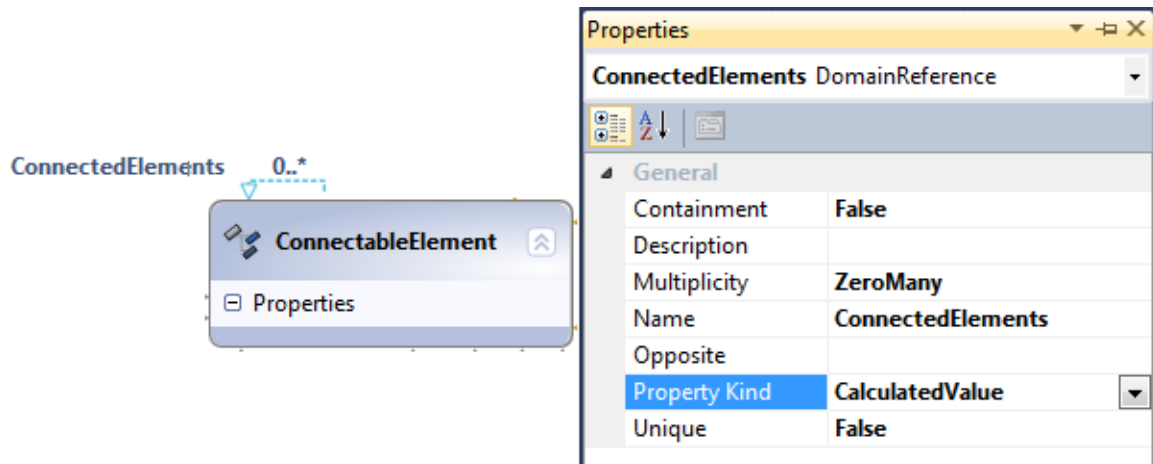 ConnectedElements 0..*
ConnectableElement
Properties
Properties
ConnectedElements DomainReference
A
Z
General
Containment False
Description
Multiplicity ZeroMany
Name ConnectedElements
Opposite
Property Kind CalculatedValue
Unique False